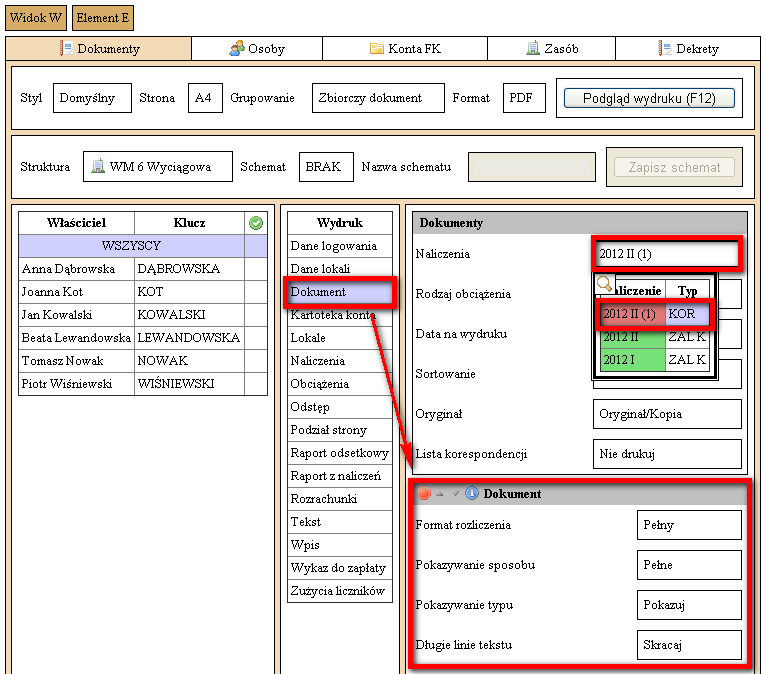 Widok W Element E
Dokumenty Osoby Konta FK Zasób Dekrety
Styl Domyślny Strona A4 Grupowanie Zbiorczy dokument Format PDF Podgląd wydruku (F12)
Struktura WM 6 Wyciągowa Schemat BRAK Nazwa schematu Zapisz schemat
Właściciel Klucz
WSZYSCY
Anna Dąbrowska DĄBROWSKA
Joanna Kot KOT
Jan Kowalski KOWALSKI
Beata Lewandowska LEWANDOWSKA
Tomasz Nowak NOWAK
Piotr Wiśniewski WIŚNIEWSKI
Wydruk
Dane logowania
Dane lokali
Dokument
Kartoteka konta
Lokale
Naliczenia
Obciążenia
Odstęp
Podział strony
Raport odsetkowy
Raport z naliczeń
Rozrachunki
Tekst
Wpis
Wykaz do zapłaty
Zużycia liczników
Dokumenty
Naliczenia 2012 II (1)
aliczenie Typ
Rodzaj obciążenia
2012 II (1) KOR
Data na wydruku
2012 II ZAL K
2012 I ZAL K
Sortowanie
Oryginał Oryginał/Kopia
Lista korespondencji Nie drukuj
Dokument
Format rozliczenia Pełny
Pokazywanie sposobu Pełne
Pokazywanie typu Pokazuj
Długie linie tekstu Skracaj